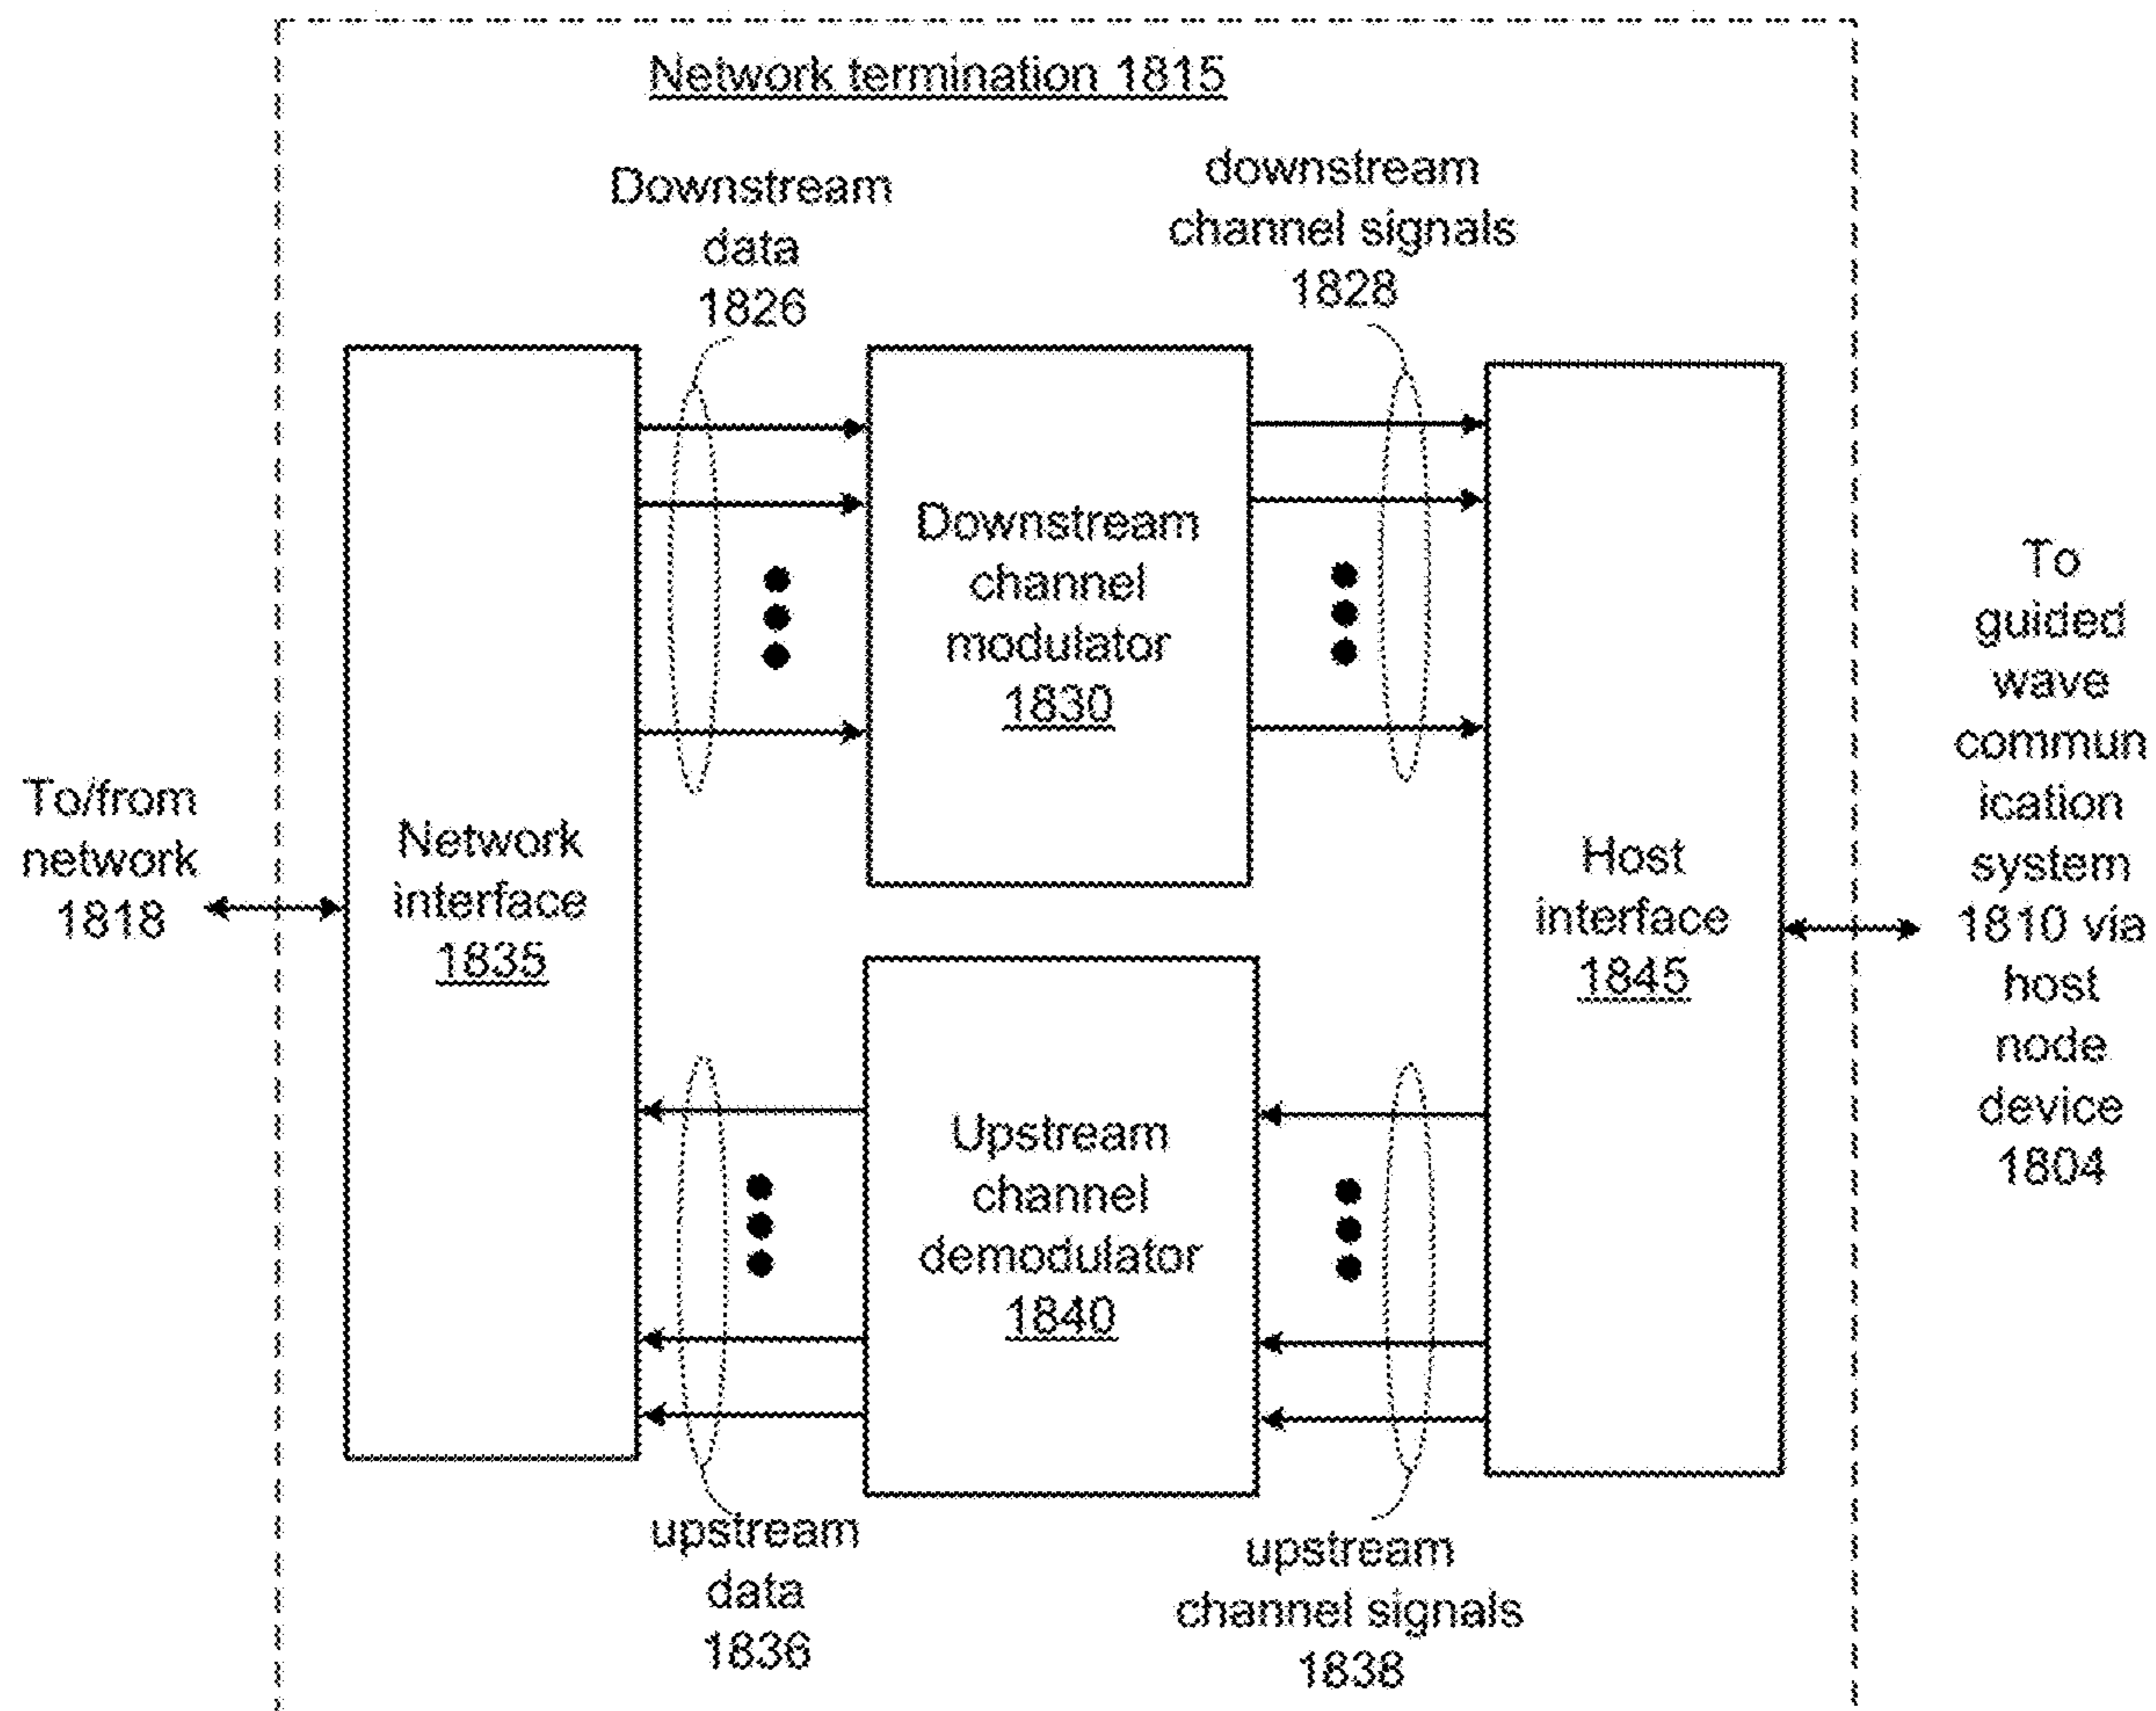 Network termination 1815
Downstream
data
1826
downstream
channel signals
1828
Downstream
channel
modulator
1830
To/from
network
1818
Network
interface
1835
Host
interface
1845
To
guided
wave
commun
ication
system
1810 via
host
node
device
1804
Upstream
channel
demodulator
1840
upstream
data
1836
upstream
channel signals
1838